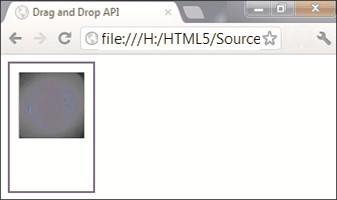 Drag and Drop API
file:///H:/HTML5/Source